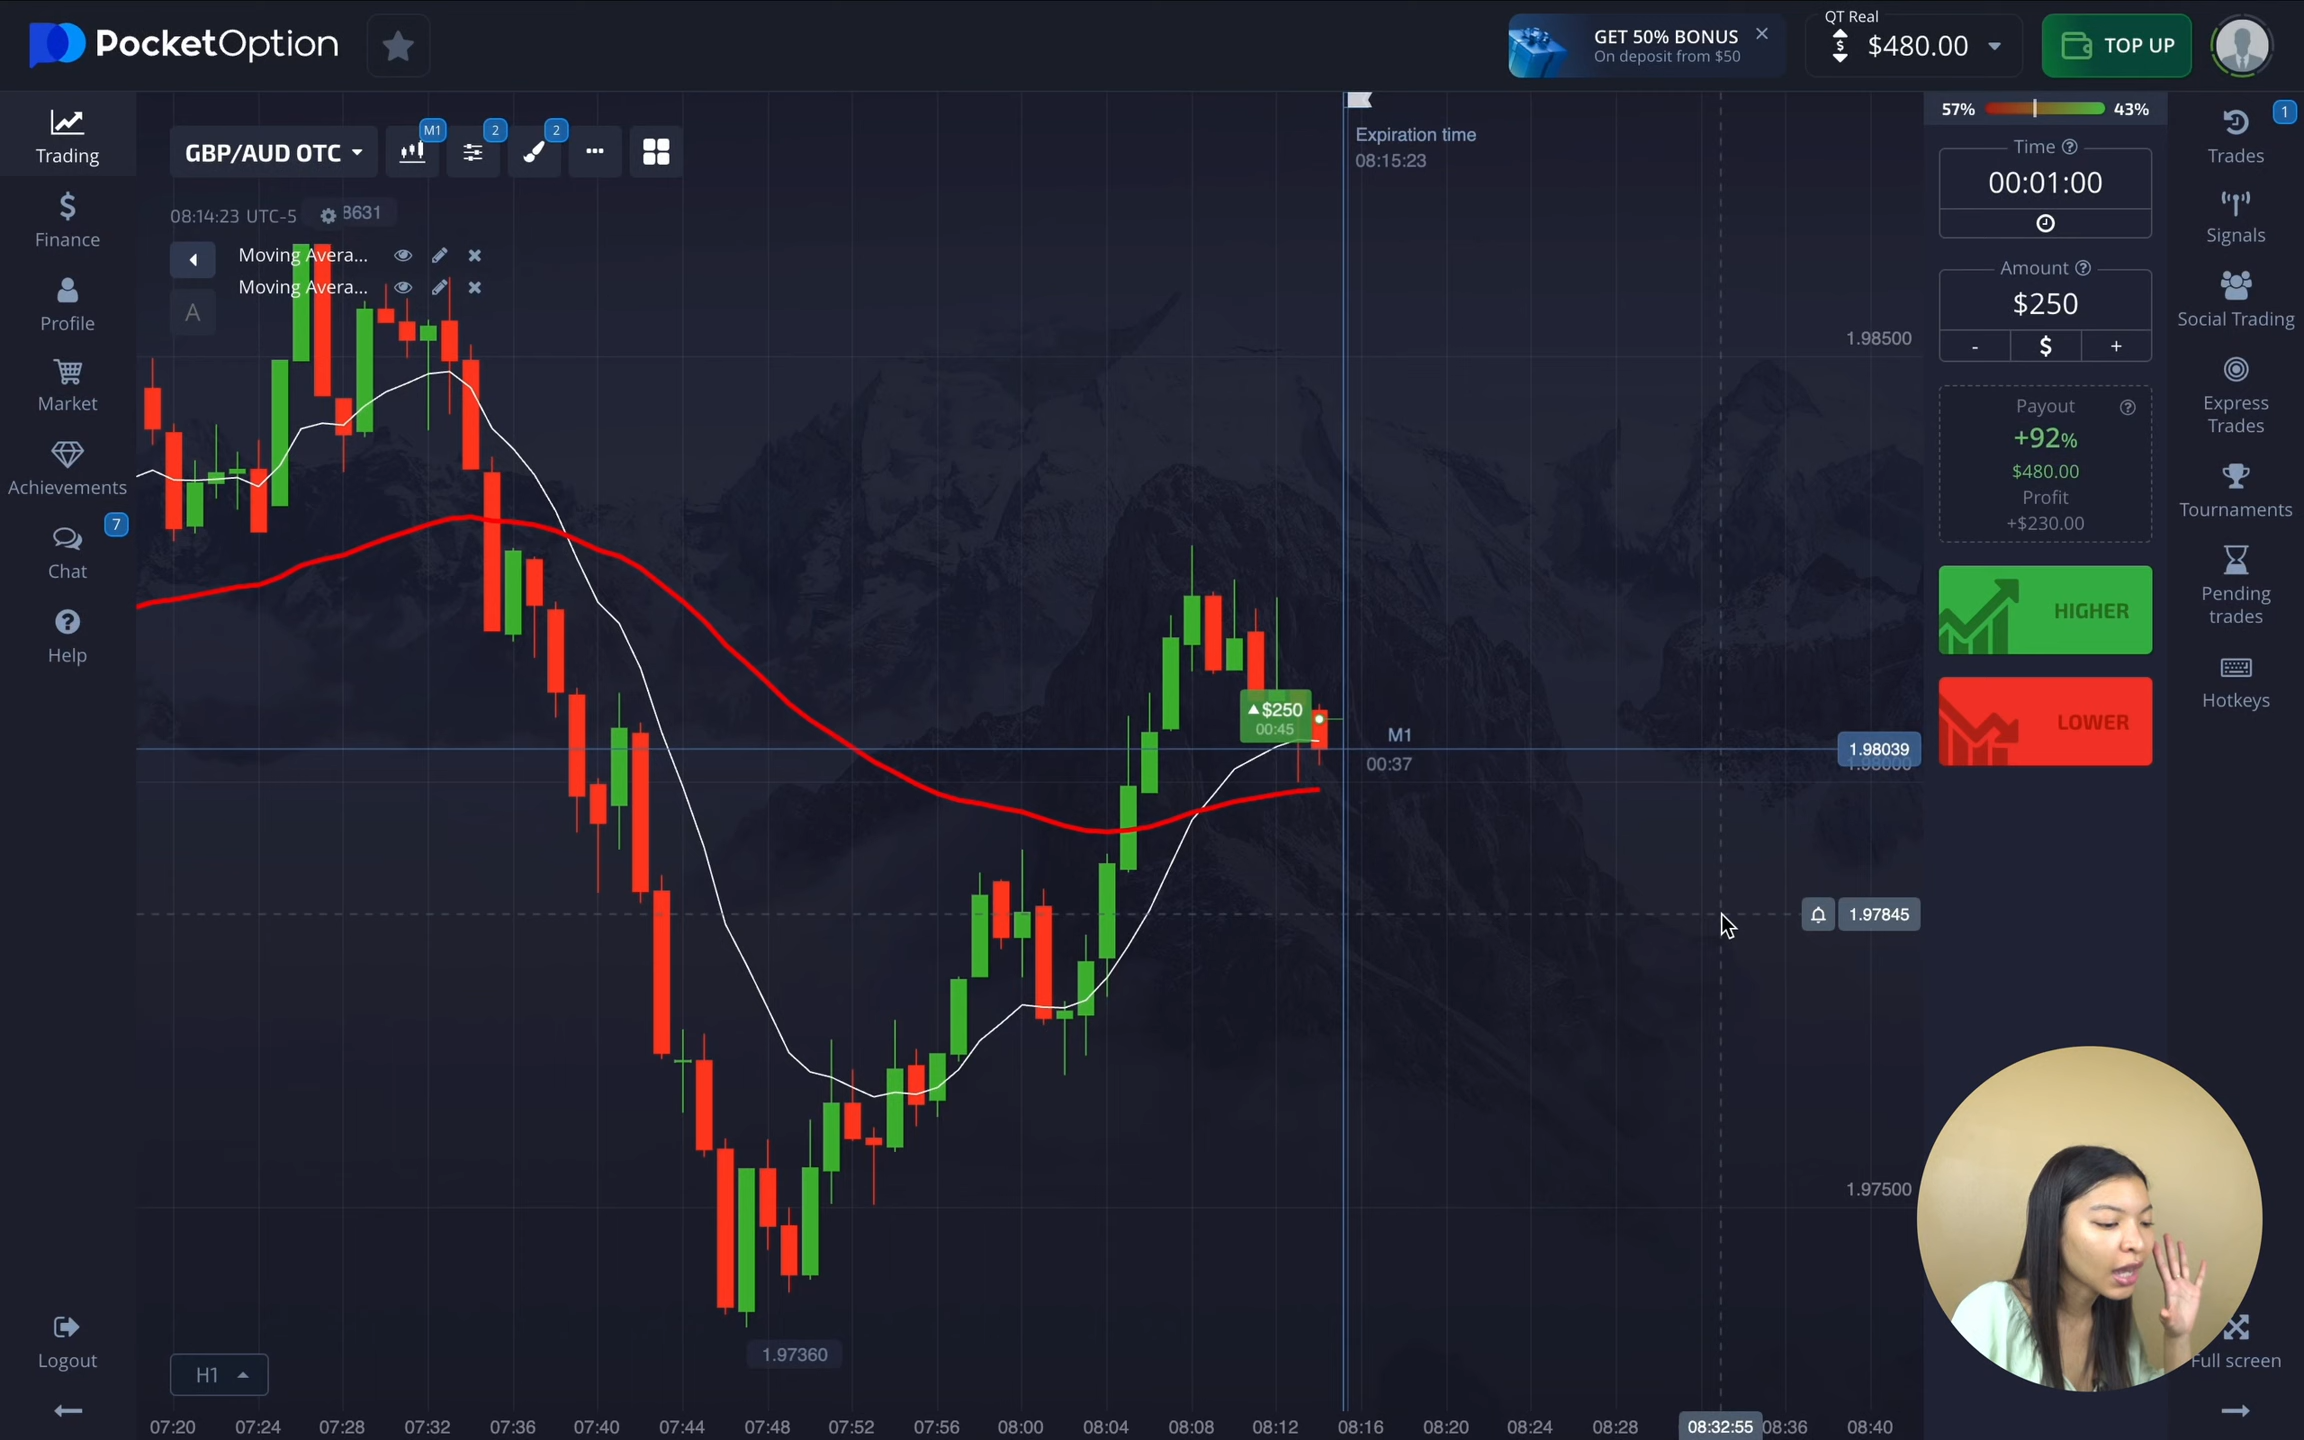 PocketOption
GET 50% BONUS
On deposit from $50
QT Real
$480.00
TOP UP
Trading
Finance
Profile
Market
Achievements
7
Chat
Help
Logout
GBP/AUD OTC
M1
2
2
08:14:23 UTC-5
8631
Moving Avera...
Moving Avera...
A
Expiration time
08:15:23
1.98500
▲$250
00:45
M1
00:37
1.98039
1.98000
1.97845
1.97500
1.97360
H1
07:20 07:24 07:28 07:32 07:36 07:40 07:44 07:48 07:52 07:56 08:00 08:04 08:08 08:12 08:16 08:20 08:24 08:28 08:32:55 08:36 08:40
57% 43%
Time
00:01:00
Amount
$250
- $ +
Payout
+92%
$480.00
Profit
+$230.00
HIGHER
LOWER
1
Trades
Signals
Social Trading
Express
Trades
Tournaments
Pending
trades
Hotkeys
Full screen